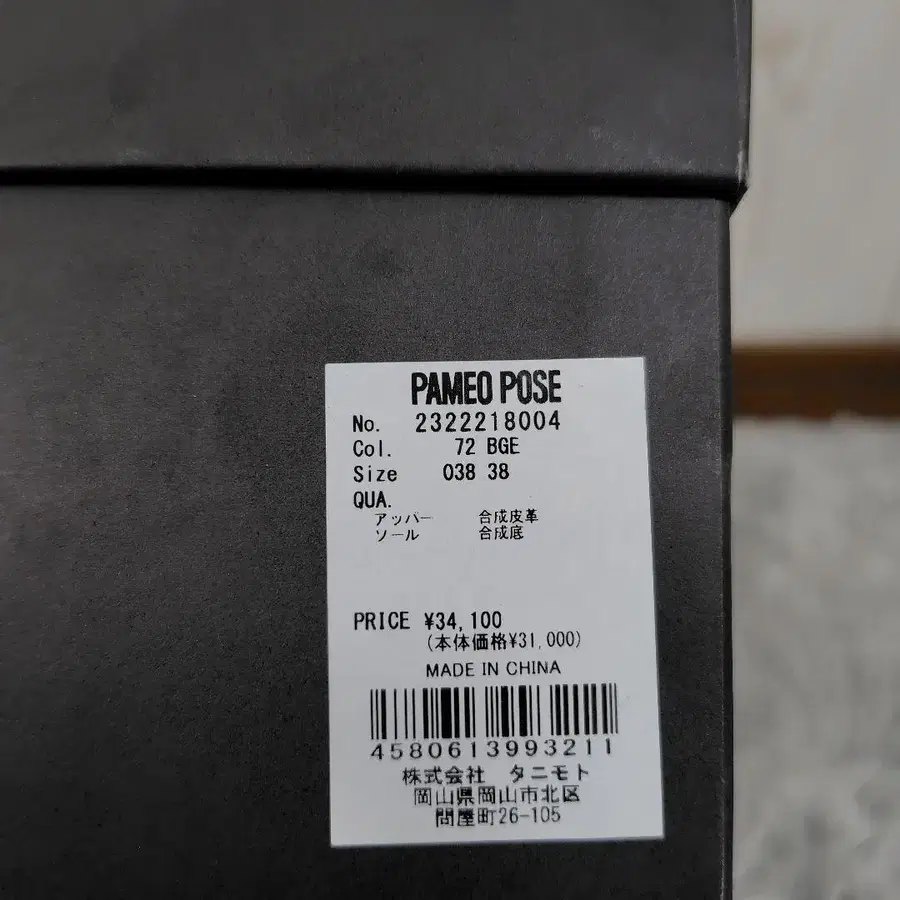 PAMEO POSE
No. 2322218004
Col. 72 BGE
Size 038 38
QUA.
アッパー 合成皮革
ソール 合成底
PRICE ¥34,100
(本体価格¥31,000)
MADE IN CHINA
4580613993211
株式会社 タニモト
岡山県岡山市北区
問屋町26-105